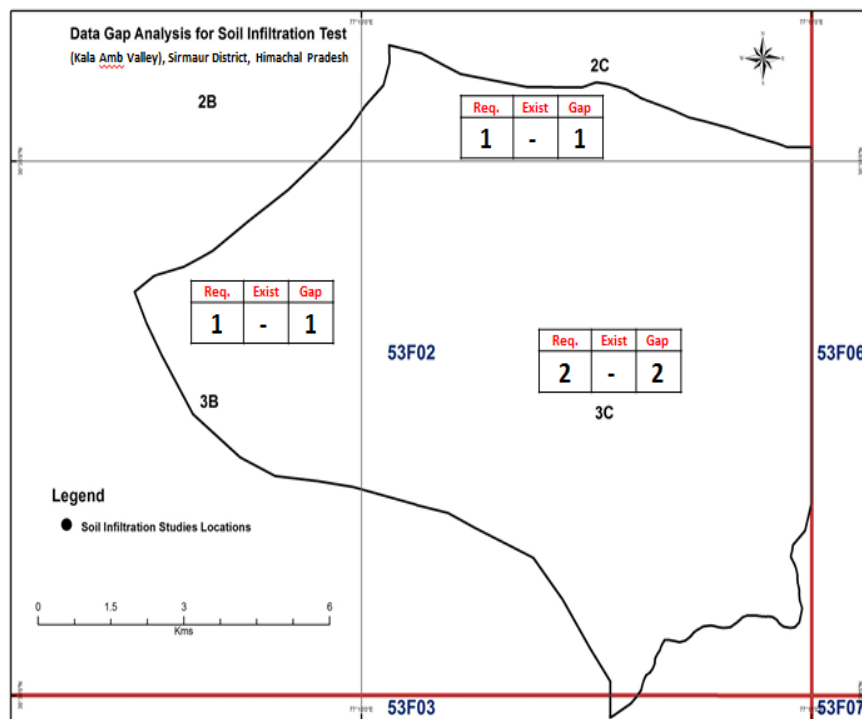 Data Gap Analysis for Soil Infiltration Test
(Kala Amb Valley), Sirmaur District, Himachal Pradesh
2B
2C
Req. Exist Gap
1 - 1
Req. Exist Gap
1 - 1
Req. Exist Gap
2 - 2
53F02
53F06
3B
3C
Legend
Soil Infiltration Studies Locations
0 1.5 3 6
Kms
53F03
53F07